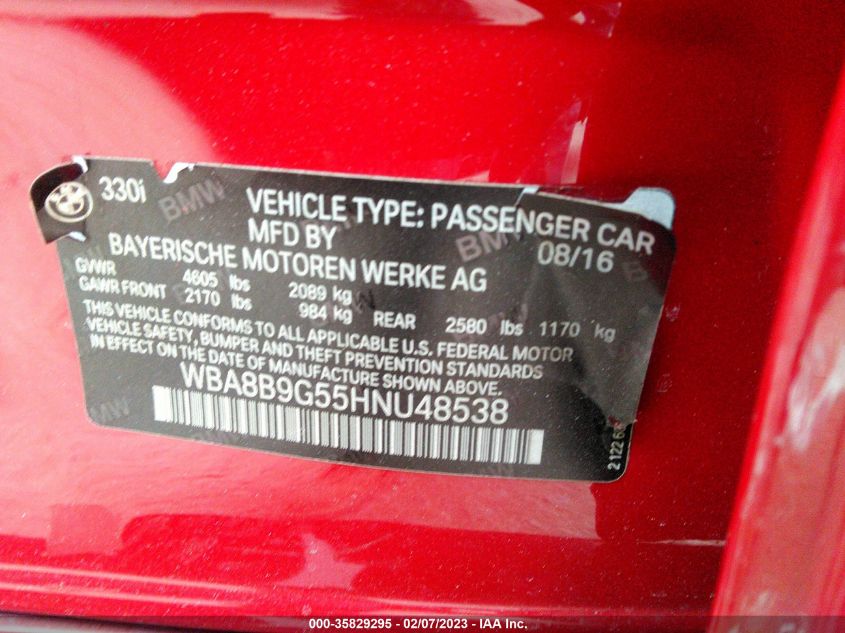 330i
VEHICLE TYPE: PASSENGER CAR
MFD BY 08/16
BAYERISCHE MOTOREN WERKE AG
GVWR 4605 lbs 2089 kg
GAWR FRONT 2170 lbs 984 kg REAR 2580 lbs 1170 kg
THIS VEHICLE CONFORMS TO ALL APPLICABLE U.S. FEDERAL MOTOR
VEHICLE SAFETY, BUMPER AND THEFT PREVENTION STANDARDS
IN EFFECT ON THE DATE OF MANUFACTURE SHOWN ABOVE.
WBA8B9G55HNU48538
2 122 6
000-35829295 - 02/07/2023 - IAA Inc.